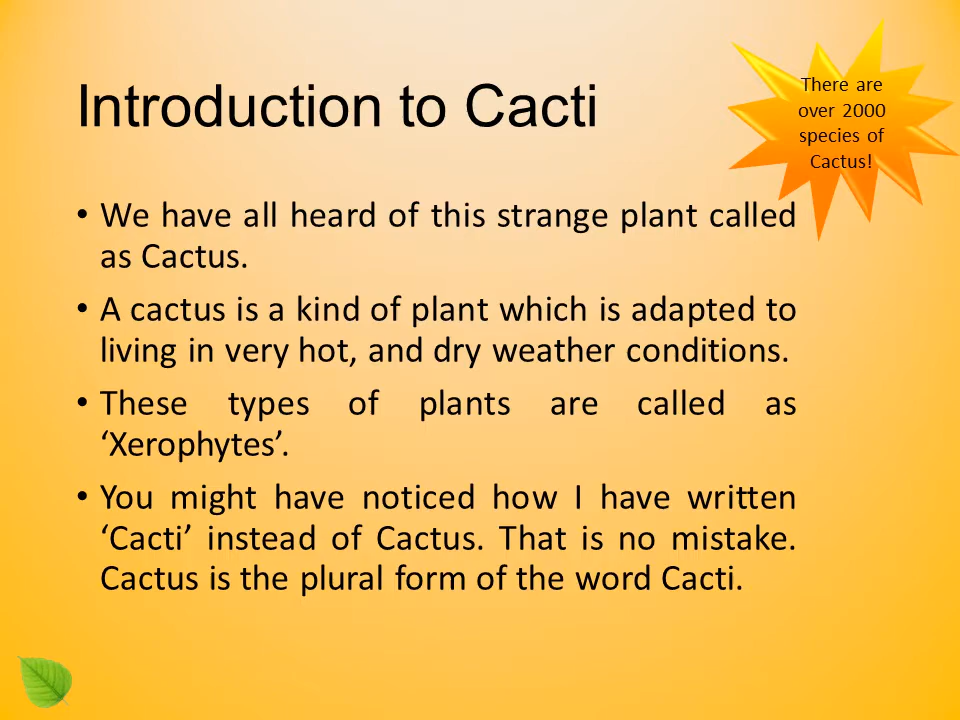 Introduction to Cacti
There are
over 2000
species of
Cactus!
• We have all heard of this strange plant called
as Cactus.
• A cactus is a kind of plant which is adapted to
living in very hot, and dry weather conditions.
• These types of plants are called as
‘Xerophytes’.
• You might have noticed how I have written
‘Cacti’ instead of Cactus. That is no mistake.
Cactus is the plural form of the word Cacti.